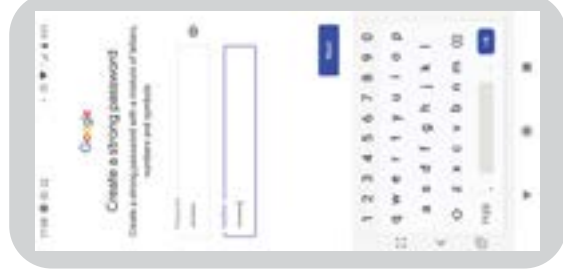 Google
Create a strong password
Create a strong password with a mixture of letters,
numbers and symbols
Next
1 2 3 4 5 6 7 8 9 0
q w e r t y u i o p
a s d f g h j k l
z x c v b n m